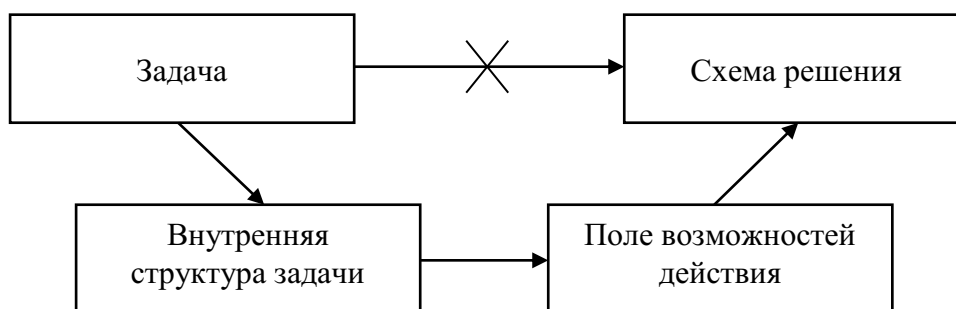 Задача
Схема решения
Внутренняя
структура задачи
Поле возможностей
действия